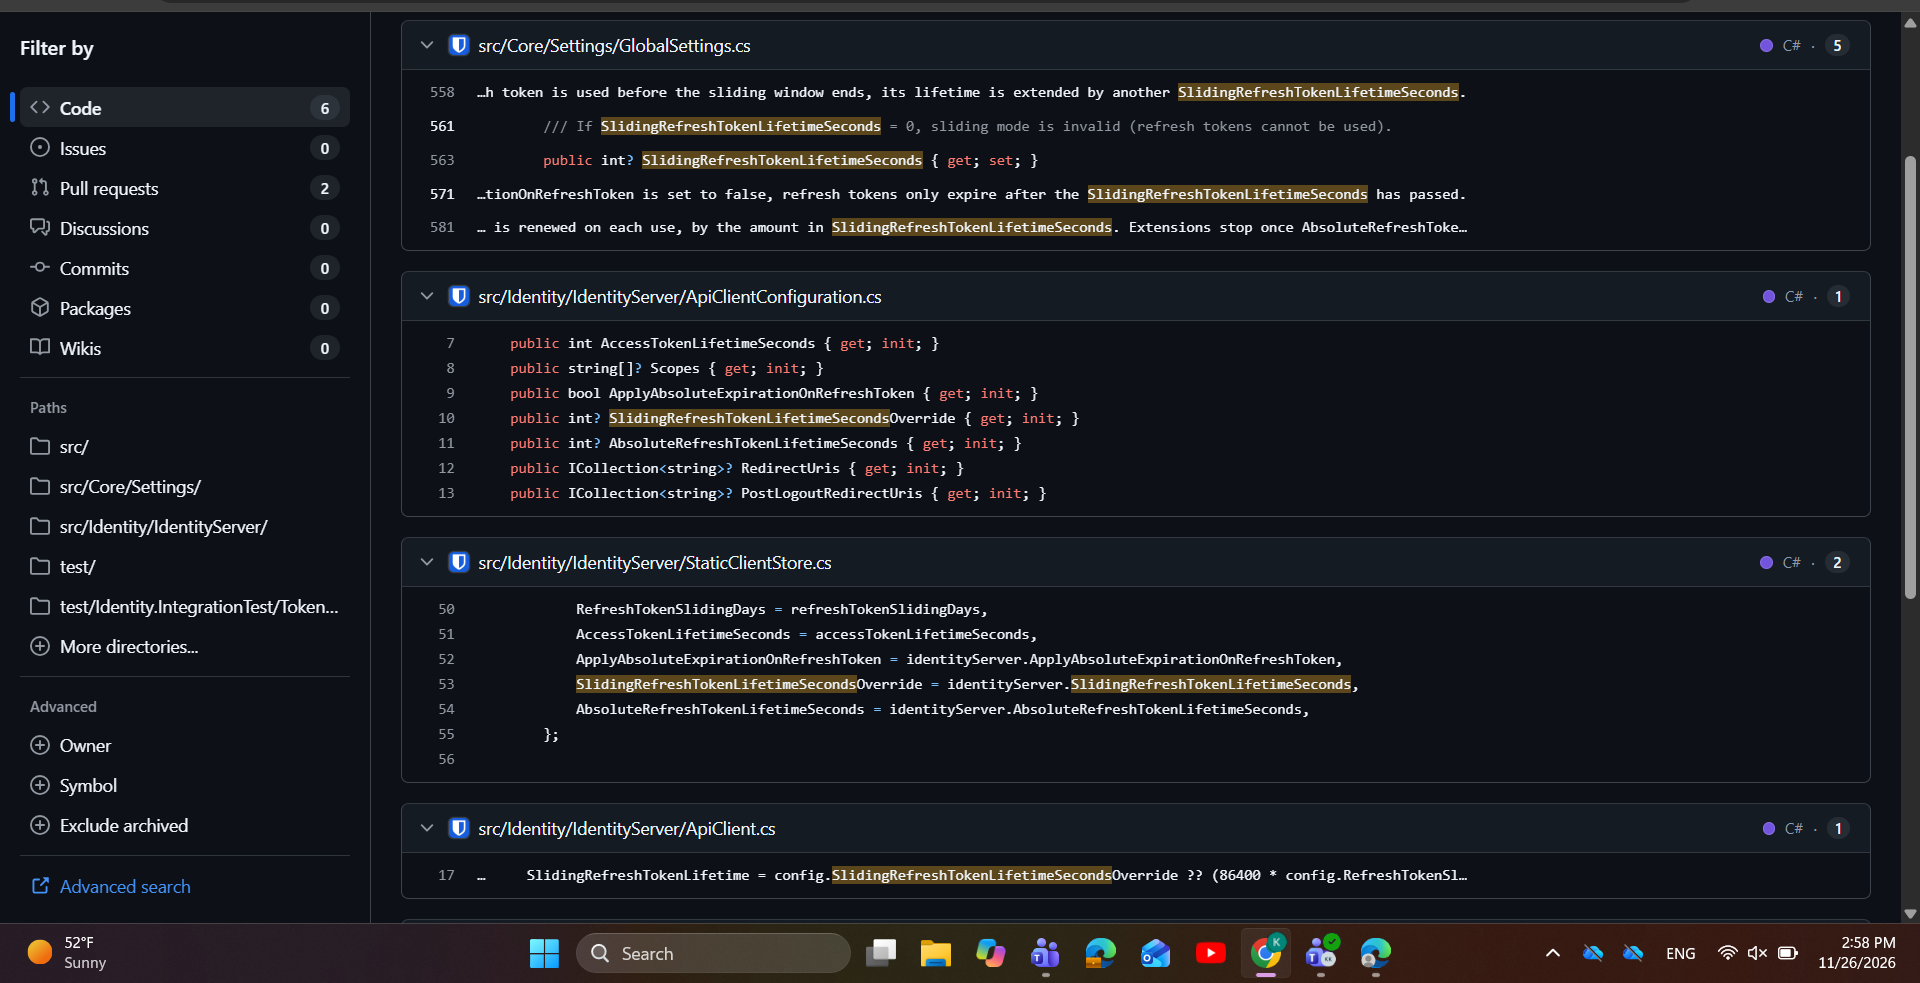 Filter by
Code 6
Issues 0
Pull requests 2
Discussions 0
Commits 0
Packages 0
Wikis 0
Paths
src/
src/Core/Settings/
src/Identity/IdentityServer/
test/
test/Identity.IntegrationTest/Token...
More directories...
Advanced
Owner
Symbol
Exclude archived
Advanced search
src/Core/Settings/GlobalSettings.cs C# · 5
558 …h token is used before the sliding window ends, its lifetime is extended by another SlidingRefreshTokenLifetimeSeconds.
561 /// If SlidingRefreshTokenLifetimeSeconds = 0, sliding mode is invalid (refresh tokens cannot be used).
563 public int? SlidingRefreshTokenLifetimeSeconds { get; set; }
571 …tionOnRefreshToken is set to false, refresh tokens only expire after the SlidingRefreshTokenLifetimeSeconds has passed.
581 … is renewed on each use, by the amount in SlidingRefreshTokenLifetimeSeconds. Extensions stop once AbsoluteRefreshToke…
src/Identity/IdentityServer/ApiClientConfiguration.cs C# · 1
7 public int AccessTokenLifetimeSeconds { get; init; }
8 public string[]? Scopes { get; init; }
9 public bool ApplyAbsoluteExpirationOnRefreshToken { get; init; }
10 public int? SlidingRefreshTokenLifetimeSecondsOverride { get; init; }
11 public int? AbsoluteRefreshTokenLifetimeSeconds { get; init; }
12 public ICollection<string>? RedirectUris { get; init; }
13 public ICollection<string>? PostLogoutRedirectUris { get; init; }
src/Identity/IdentityServer/StaticClientStore.cs C# · 2
50 RefreshTokenSlidingDays = refreshTokenSlidingDays,
51 AccessTokenLifetimeSeconds = accessTokenLifetimeSeconds,
52 ApplyAbsoluteExpirationOnRefreshToken = identityServer.ApplyAbsoluteExpirationOnRefreshToken,
53 SlidingRefreshTokenLifetimeSecondsOverride = identityServer.SlidingRefreshTokenLifetimeSeconds,
54 AbsoluteRefreshTokenLifetimeSeconds = identityServer.AbsoluteRefreshTokenLifetimeSeconds,
55 };
56
src/Identity/IdentityServer/ApiClient.cs C# · 1
17 … SlidingRefreshTokenLifetime = config.SlidingRefreshTokenLifetimeSecondsOverride ?? (86400 * config.RefreshTokenSl…
52°F
Sunny
Search
ENG
2:58 PM
11/26/2026